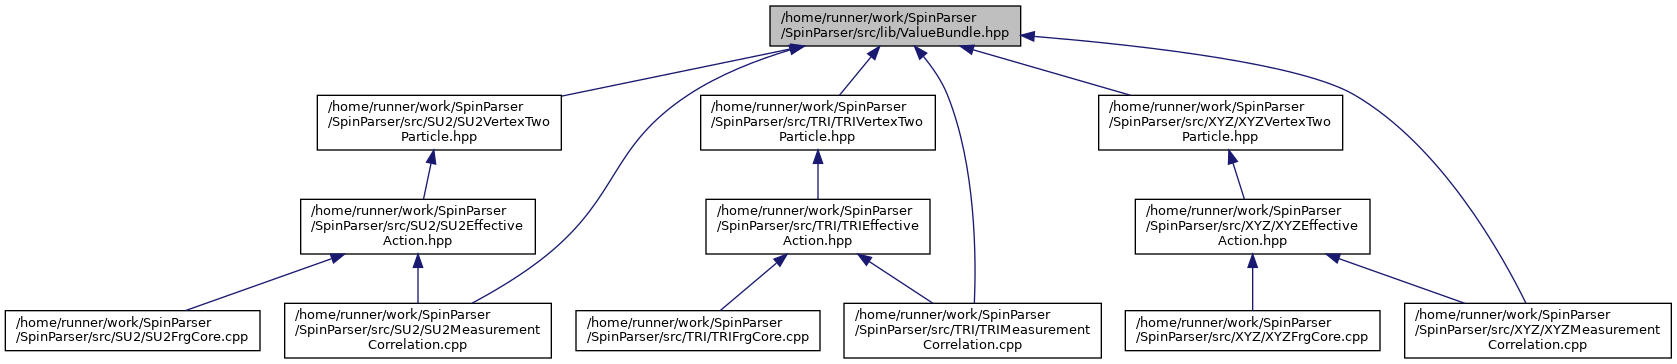 /home/runner/work/SpinParser
/SpinParser/src/lib/ValueBundle.hpp
/home/runner/work/SpinParser
/SpinParser/src/SU2/SU2VertexTwo
Particle.hpp
/home/runner/work/SpinParser
/SpinParser/src/TRI/TRIVertexTwo
Particle.hpp
/home/runner/work/SpinParser
/SpinParser/src/XYZ/XYZVertexTwo
Particle.hpp
/home/runner/work/SpinParser
/SpinParser/src/SU2/SU2Effective
Action.hpp
/home/runner/work/SpinParser
/SpinParser/src/TRI/TRIEffective
Action.hpp
/home/runner/work/SpinParser
/SpinParser/src/XYZ/XYZEffective
Action.hpp
/home/runner/work/SpinParser
/SpinParser/src/SU2/SU2FrgCore.cpp
/home/runner/work/SpinParser
/SpinParser/src/SU2/SU2Measurement
Correlation.cpp
/home/runner/work/SpinParser
/SpinParser/src/TRI/TRIFrgCore.cpp
/home/runner/work/SpinParser
/SpinParser/src/TRI/TRIMeasurement
Correlation.cpp
/home/runner/work/SpinParser
/SpinParser/src/XYZ/XYZFrgCore.cpp
/home/runner/work/SpinParser
/SpinParser/src/XYZ/XYZMeasurement
Correlation.cpp